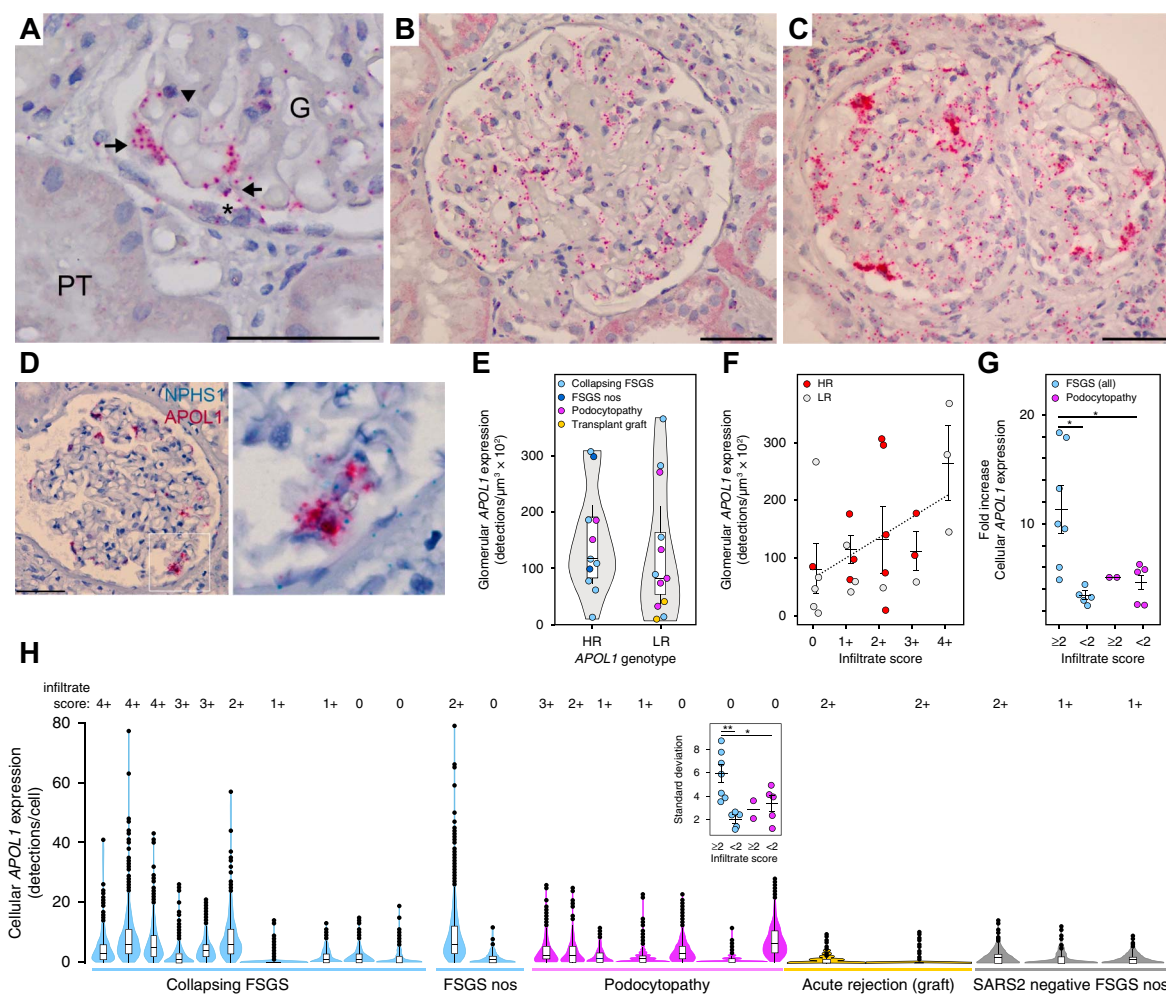 A
B
C
G
*
PT
D
NPHS1
APOL1
E
Collapsing FSGS
FSGS nos
Podocytopathy
Transplant graft
Glomerular APOL1 expression
(detections/µm³ × 10²)
300
200
100
0
HR LR
APOL1 genotype
F
HR
LR
Glomerular APOL1 expression
(detections/µm³ × 10²)
300
200
100
0
0 1+ 2+ 3+ 4+
Infiltrate score
G
FSGS (all)
Podocytopathy
Fold increase
Cellular APOL1 expression
20
10
*
*
≥2 <2 ≥2 <2
Infiltrate score
H
infiltrate
score: 4+ 4+ 4+ 3+ 3+ 2+ 1+ 1+ 0 0 2+ 0 3+ 2+ 1+ 1+ 0 0 0 2+ 2+ 2+ 1+ 1+
Cellular APOL1 expression
(detections/cell)
80
60
40
20
0
Standard deviation
8
6
4
2
**
*
≥2 <2 ≥2 <2
Infiltrate score
Collapsing FSGS
FSGS nos
Podocytopathy
Acute rejection (graft)
SARS2 negative FSGS nos